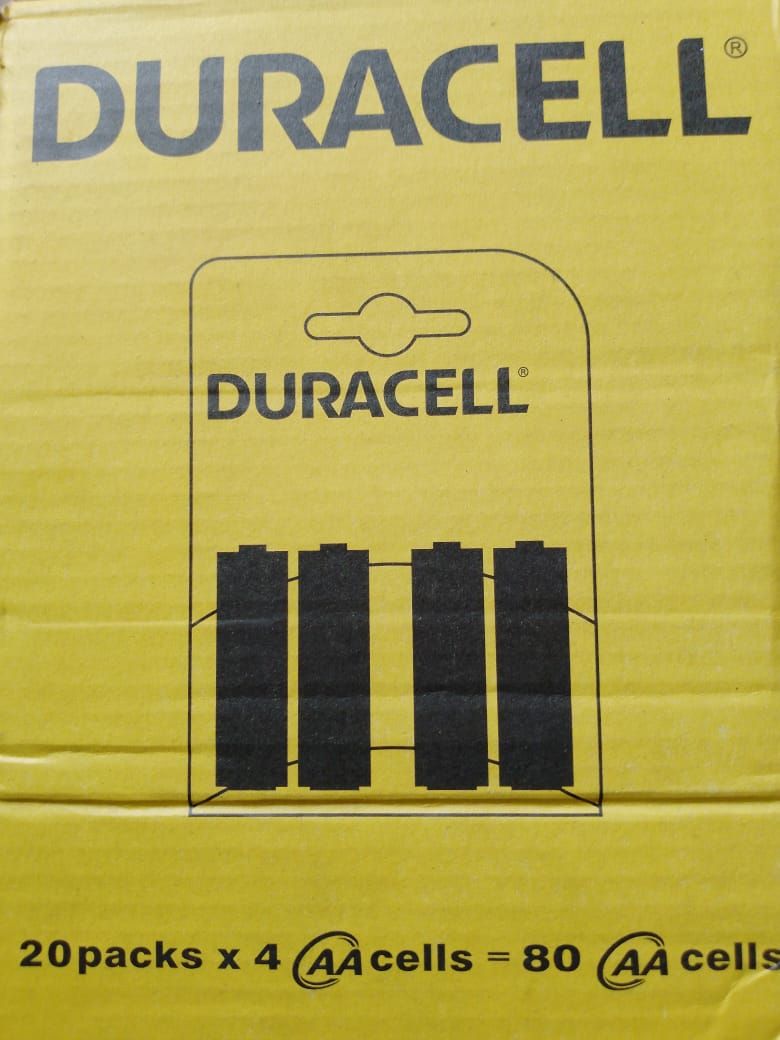 DURACELL®
DURACELL®
20packs x 4 AA cells = 80 AA cells